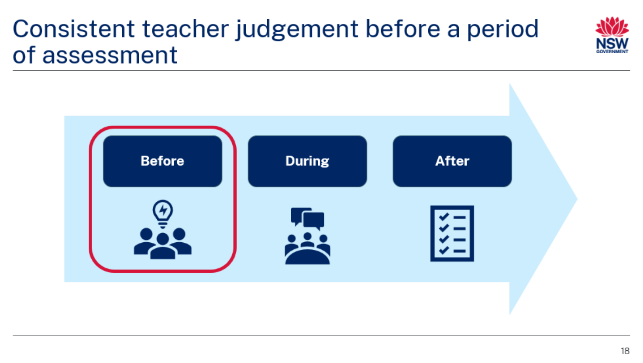 Consistent teacher judgement before a period
of assessment
NSW
GOVERNMENT
Before
During
After
18